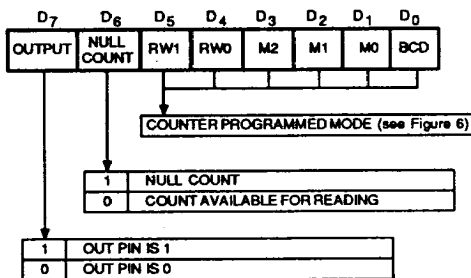 D7 D6 D5 D4 D3 D2 D1 D0
OUTPUT NULL COUNT RW1 RW0 M2 M1 M0 BCD
COUNTER PROGRAMMED MODE (see Figure 6)
1 NULL COUNT
0 COUNT AVAILABLE FOR READING
1 OUT PIN IS 1
0 OUT PIN IS 0